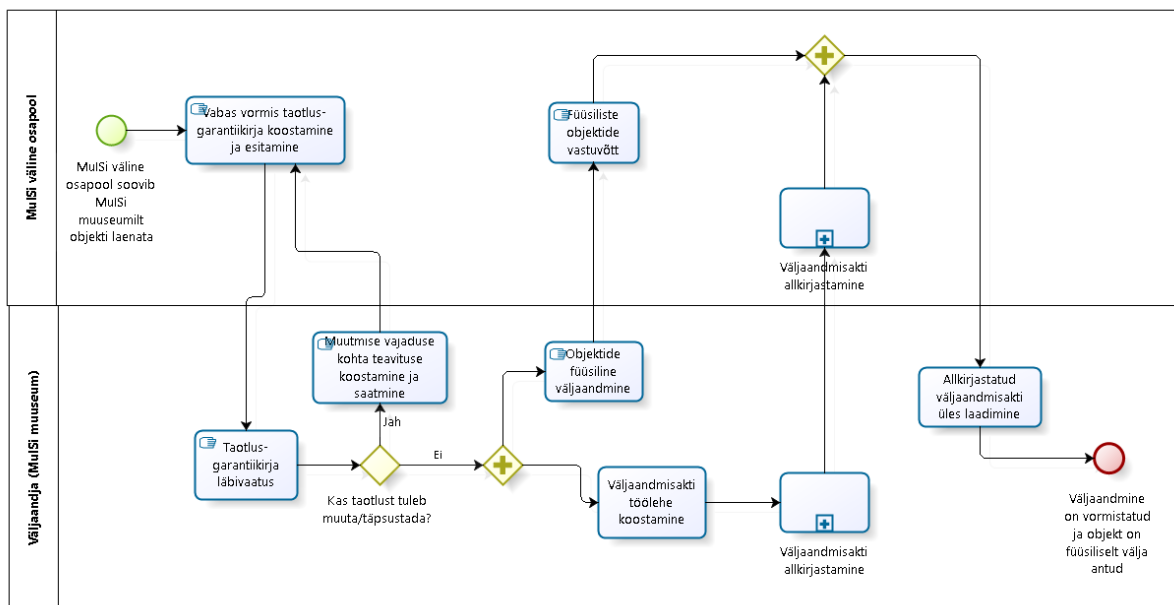 MuISi väline osapool
MuISi väline
osapool soovib
MuISi
muuseumilt
objekti laenata
Vabas vormis taotlus-
garantiikirja koostamine
ja esitamine
Füüsiliste
objektide
vastuvõtt
Väljaandmisakti
allkirjastamine
Väljaandja (MuISi muuseum)
Muutmise vajaduse
kohta teavituse
koostamine ja
saatmine
Jah
Taotlus-
garantiikirja
läbivaatus
Kas taotlust tuleb
muuta/täpsustada?
Ei
Objektide
füüsiline
väljaandmine
Väljaandmisakti
töölehe
koostamine
Väljaandmisakti
allkirjastamine
Allkirjastatud
väljaandmisakti
üles laadimine
Väljaandmine
on vormistatud
ja objekt on
füüsiliselt välja
antud